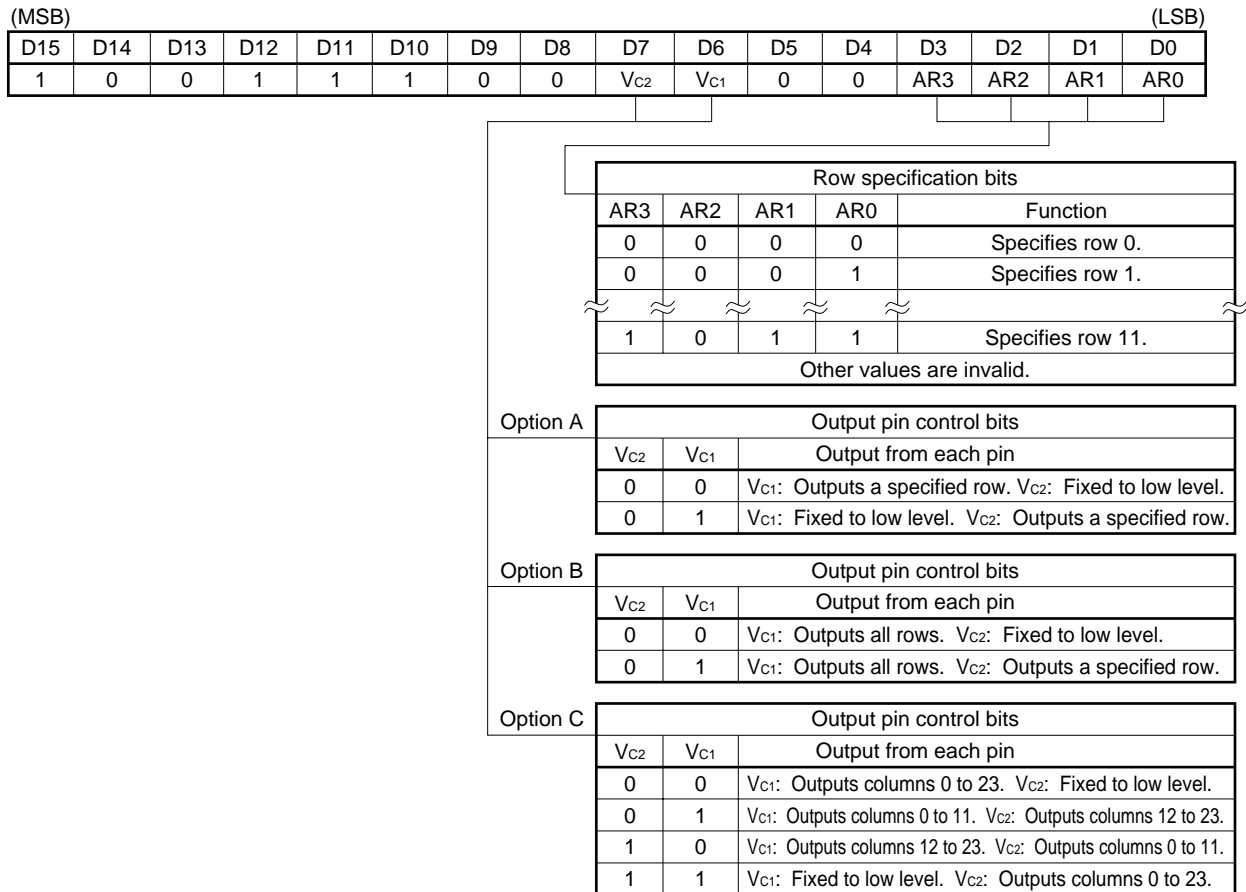 (MSB) (LSB)
D15 D14 D13 D12 D11 D10 D9 D8 D7 D6 D5 D4 D3 D2 D1 D0
1 0 0 1 1 1 0 0 VC2 VC1 0 0 AR3 AR2 AR1 AR0
Row specification bits
AR3 AR2 AR1 AR0 Function
0 0 0 0 Specifies row 0.
0 0 0 1 Specifies row 1.
1 0 1 1 Specifies row 11.
Other values are invalid.
Option A Output pin control bits
VC2 VC1 Output from each pin
0 0 VC1: Outputs a specified row. VC2: Fixed to low level.
0 1 VC1: Fixed to low level. VC2: Outputs a specified row.
Option B Output pin control bits
VC2 VC1 Output from each pin
0 0 VC1: Outputs all rows. VC2: Fixed to low level.
0 1 VC1: Outputs all rows. VC2: Outputs a specified row.
Option C Output pin control bits
VC2 VC1 Output from each pin
0 0 VC1: Outputs columns 0 to 23. VC2: Fixed to low level.
0 1 VC1: Outputs columns 0 to 11. VC2: Outputs columns 12 to 23.
1 0 VC1: Outputs columns 12 to 23. VC2: Outputs columns 0 to 11.
1 1 VC1: Fixed to low level. VC2: Outputs columns 0 to 23.